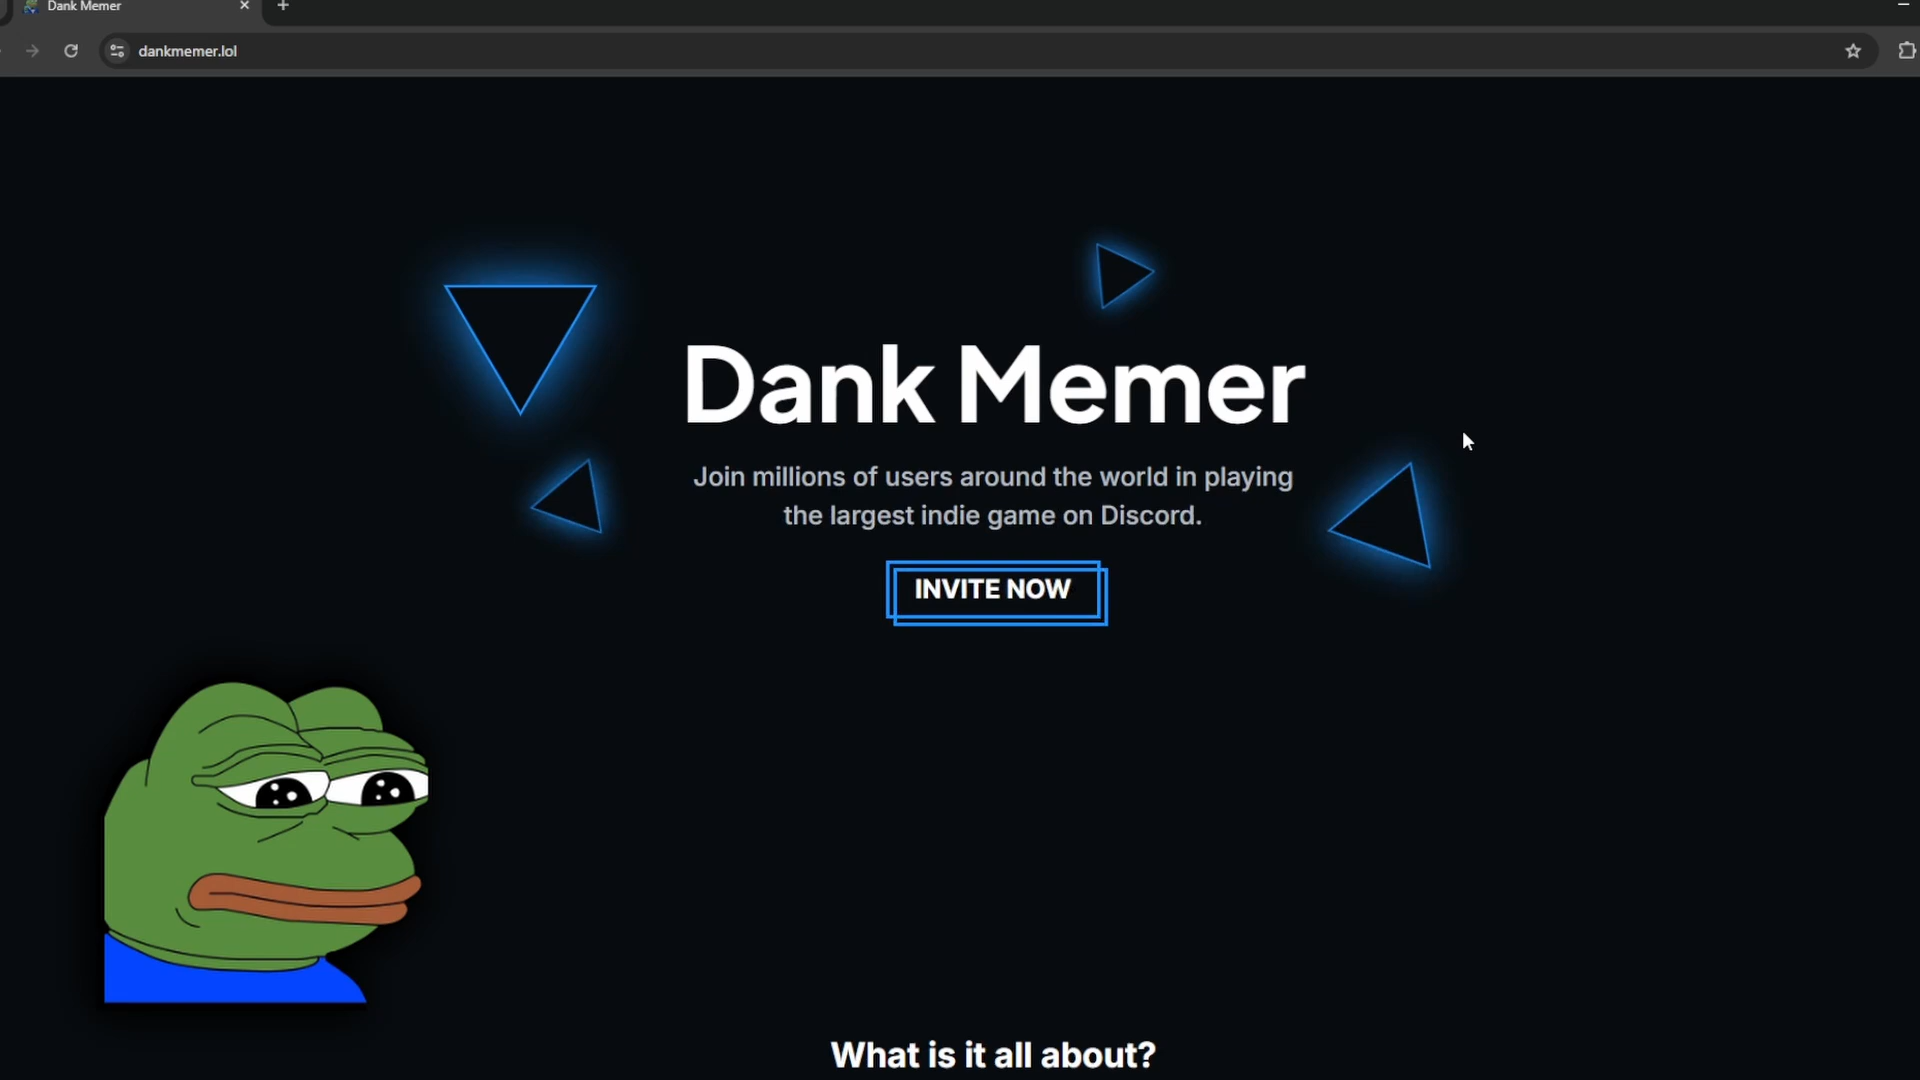 Dank Memer
dankmemer.lol
Dank Memer
Join millions of users around the world in playing
the largest indie game on Discord.
INVITE NOW
What is it all about?